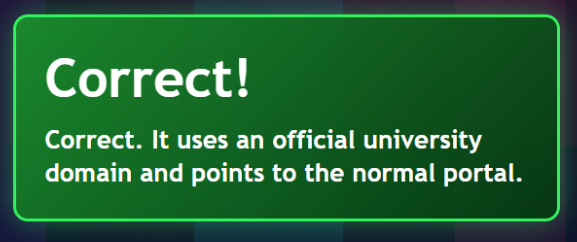 Correct!
Correct. It uses an official university
domain and points to the normal portal.